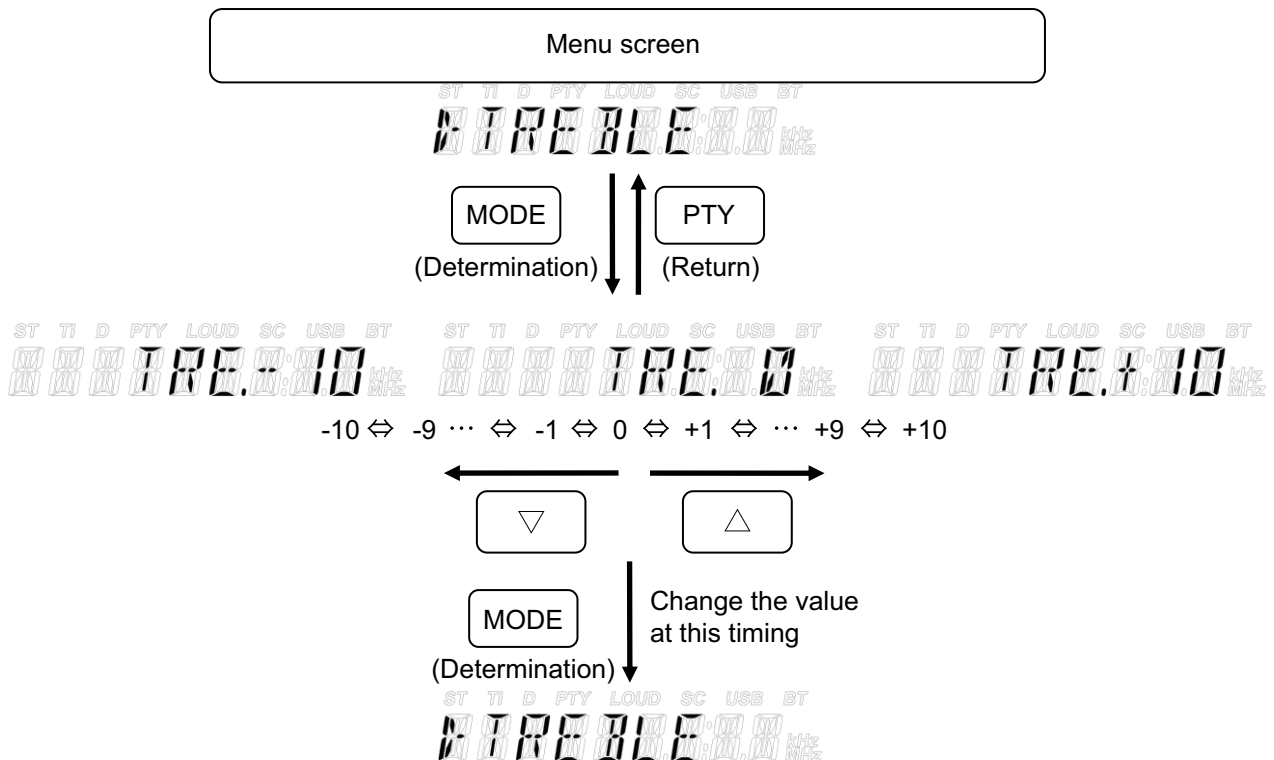 Menu screen
ST TI D PTY LOUD SC USB BT
TREBLE kHz
MHz
MODE PTY
(Determination) (Return)
ST TI D PTY LOUD SC USB BT ST TI D PTY LOUD SC USB BT ST TI D PTY LOUD SC USB BT
TRE.- 10 kHz MHz TRE. 0 kHz MHz TRE.+ 10 kHz MHz
-10 ⇔ -9 ··· ⇔ -1 ⇔ 0 ⇔ +1 ⇔ ··· +9 ⇔ +10
▽ △
Change the value
MODE
at this timing
(Determination)
ST TI D PTY LOUD SC USB BT
TREBLE kHz
MHz